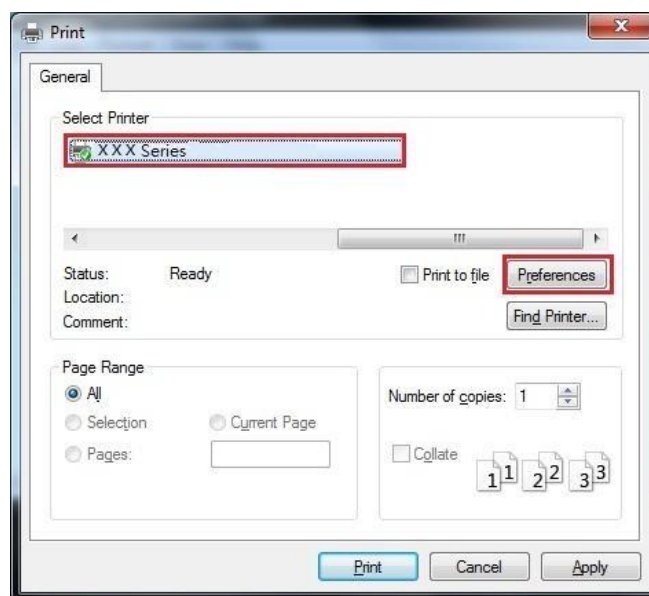 Print
General
Select Printer
XXX Series
Status: Ready Print to file Preferences
Location:
Comment: Find Printer...
Page Range
All Number of copies: 1
Selection Current Page
Pages: Collate
1 1 2 2 3 3
Print Cancel Apply